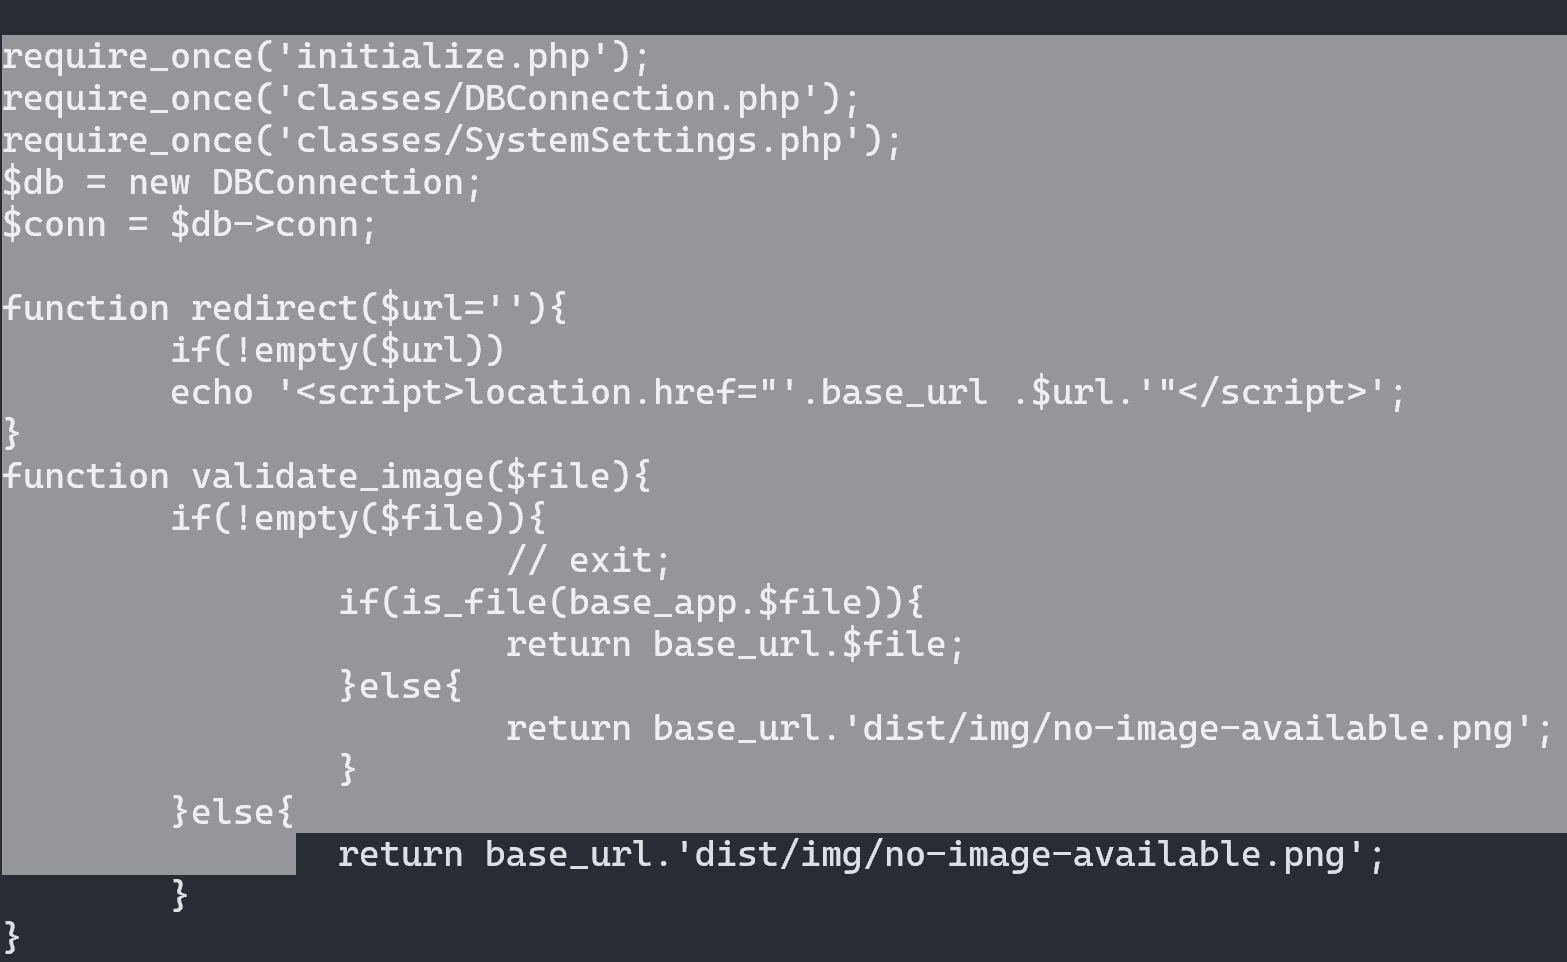 require_once('initialize.php');
require_once('classes/DBConnection.php');
require_once('classes/SystemSettings.php');
$db = new DBConnection;
$conn = $db->conn;

function redirect($url=''){
        if(!empty($url))
        echo '<script>location.href="'.base_url .$url.'"</script>';
}
function validate_image($file){
        if(!empty($file)){
                        // exit;
                if(is_file(base_app.$file)){
                        return base_url.$file;
                }else{
                        return base_url.'dist/img/no-image-available.png';
                }
        }else{
                return base_url.'dist/img/no-image-available.png';
        }
}